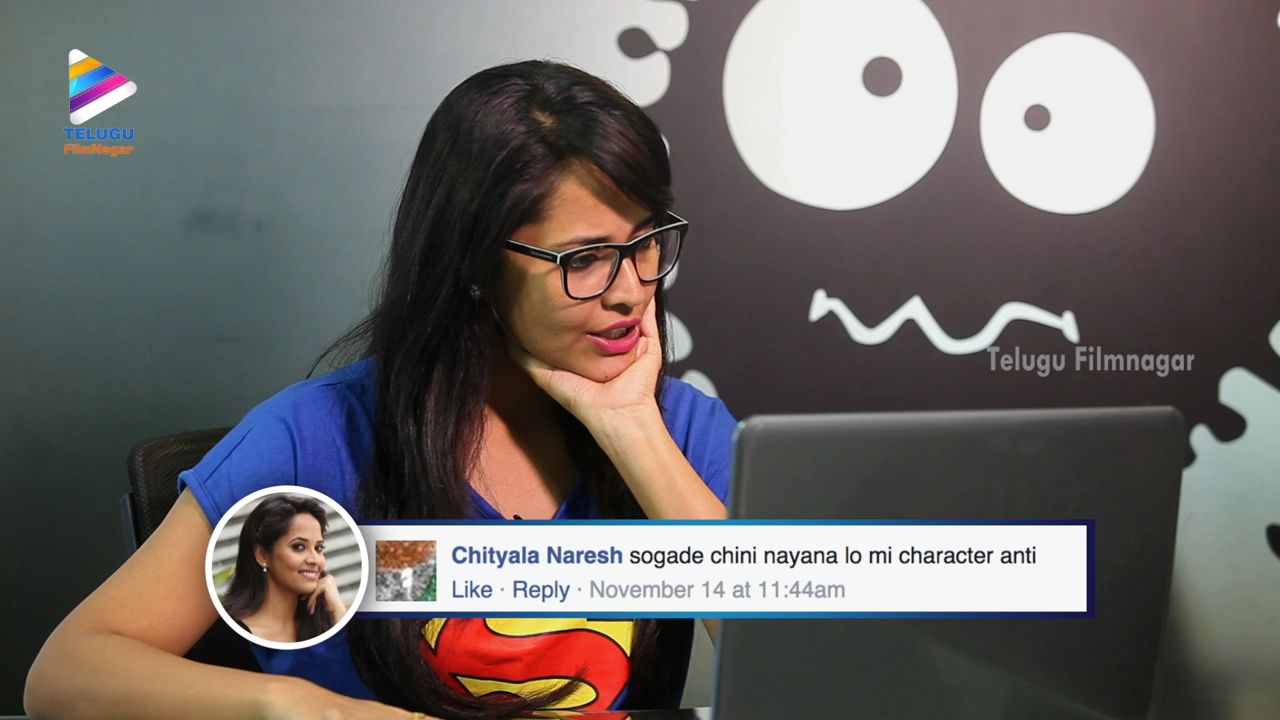 TELUGU
FilmNagar
Telugu Filmnagar
Chityala Naresh sogade chini nayana lo mi character anti
Like · Reply · November 14 at 11:44am